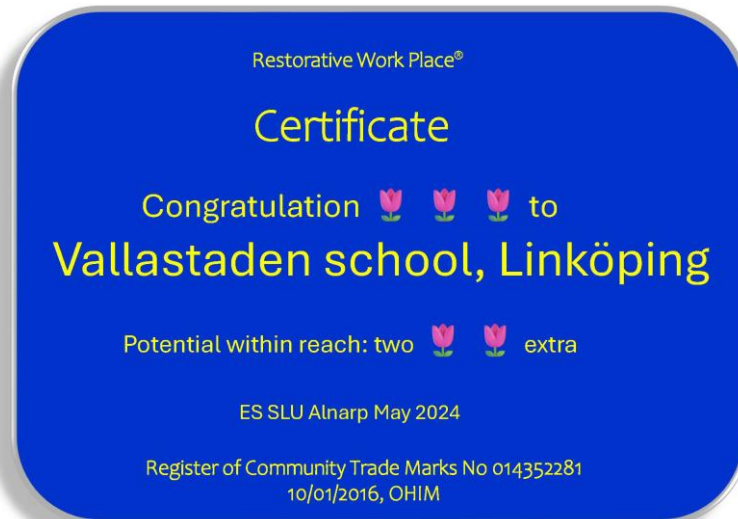 Restorative Work Place®
Certificate
Congratulation 🌷 🌷 🌷 to
Vallastaden school, Linköping
Potential within reach: two 🌷 🌷 extra
ES SLU Alnarp May 2024
Register of Community Trade Marks No 014352281
10/01/2016, OHIM